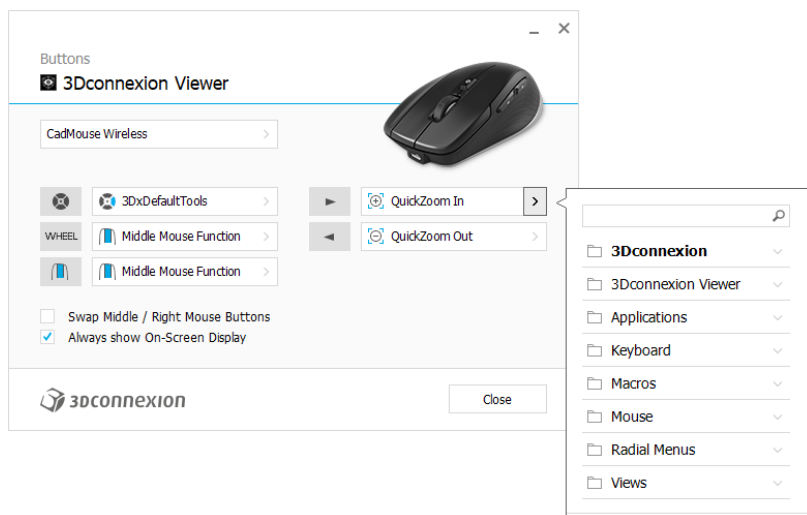 Buttons
3Dconnexion Viewer
CadMouse Wireless
3DxDefaultTools
QuickZoom In
WHEEL
Middle Mouse Function
QuickZoom Out
Middle Mouse Function
Swap Middle / Right Mouse Buttons
Always show On-Screen Display
3Dconnexion
Close
3Dconnexion
3Dconnexion Viewer
Applications
Keyboard
Macros
Mouse
Radial Menus
Views